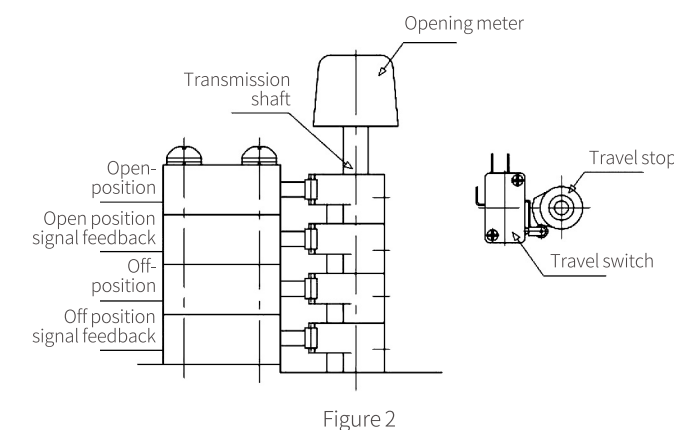 Opening meter
Transmission
shaft
Open-
position
Open position
signal feedback
Off-
position
Off position
signal feedback
Travel stop
Travel switch
Figure 2